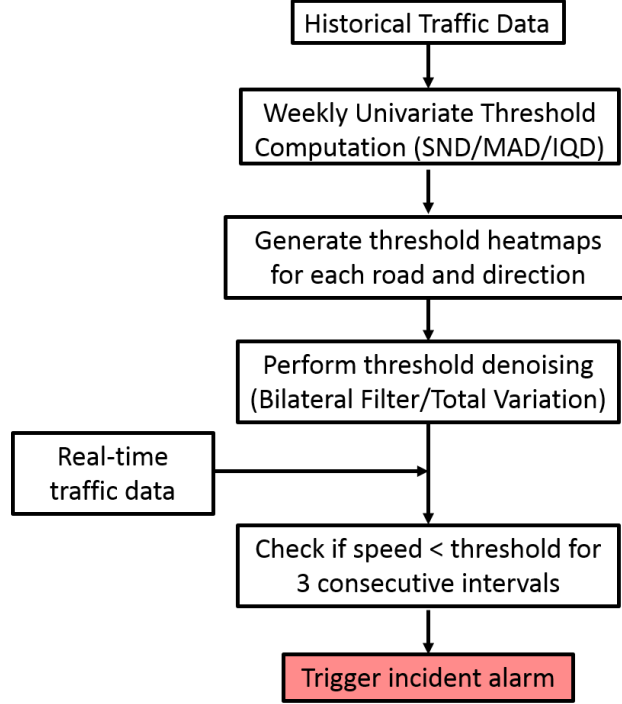 Historical Traffic Data
Weekly Univariate Threshold
Computation (SND/MAD/IQD)
Generate threshold heatmaps
for each road and direction
Perform threshold denoising
(Bilateral Filter/Total Variation)
Real-time
traffic data
Check if speed < threshold for
3 consecutive intervals
Trigger incident alarm